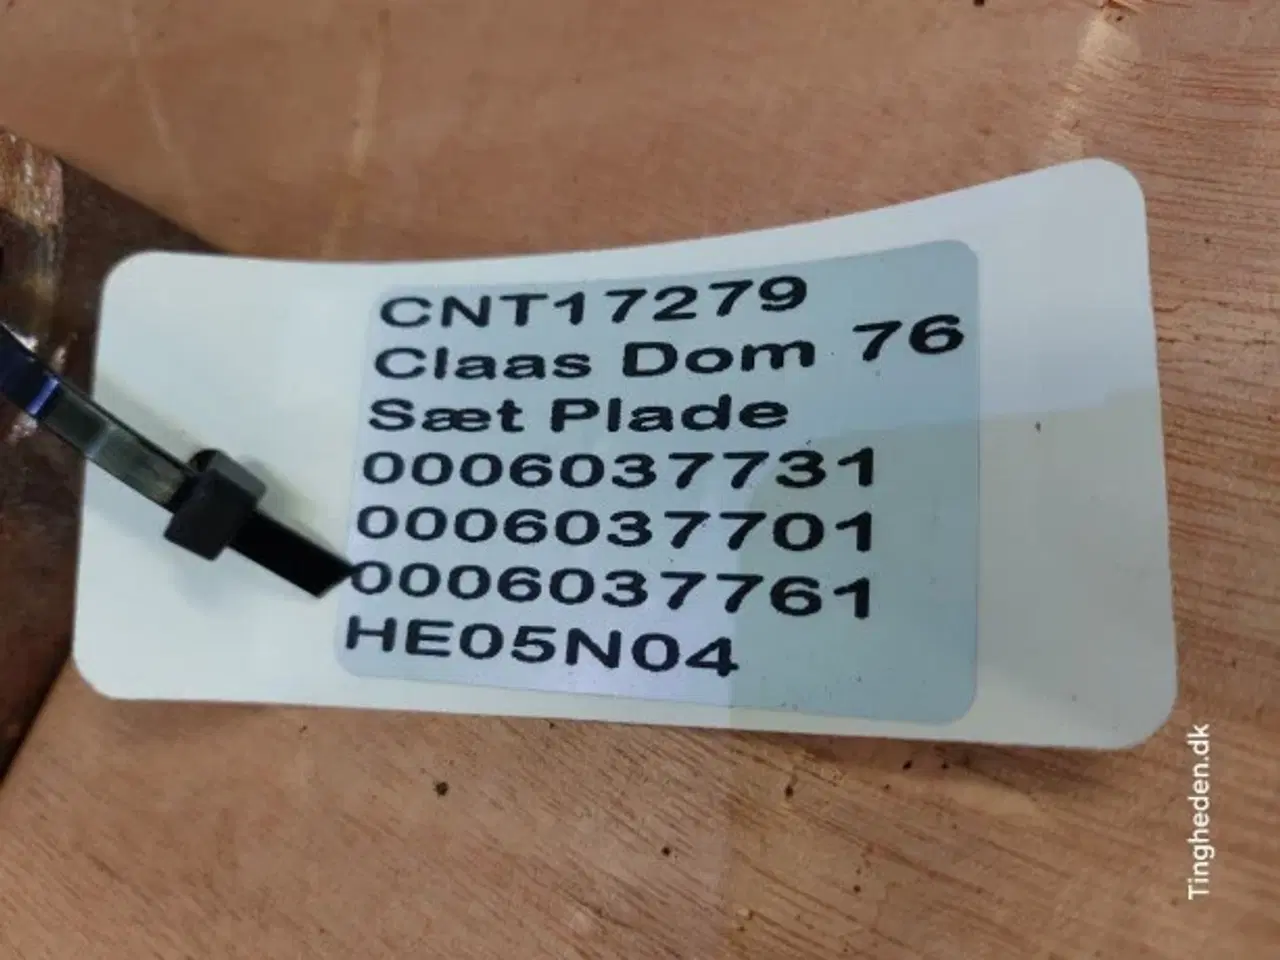 CNT17279
Claas Dom 76
Sæt Plade
0006037731
0006037701
0006037761
HE05N04
Tingheden.dk